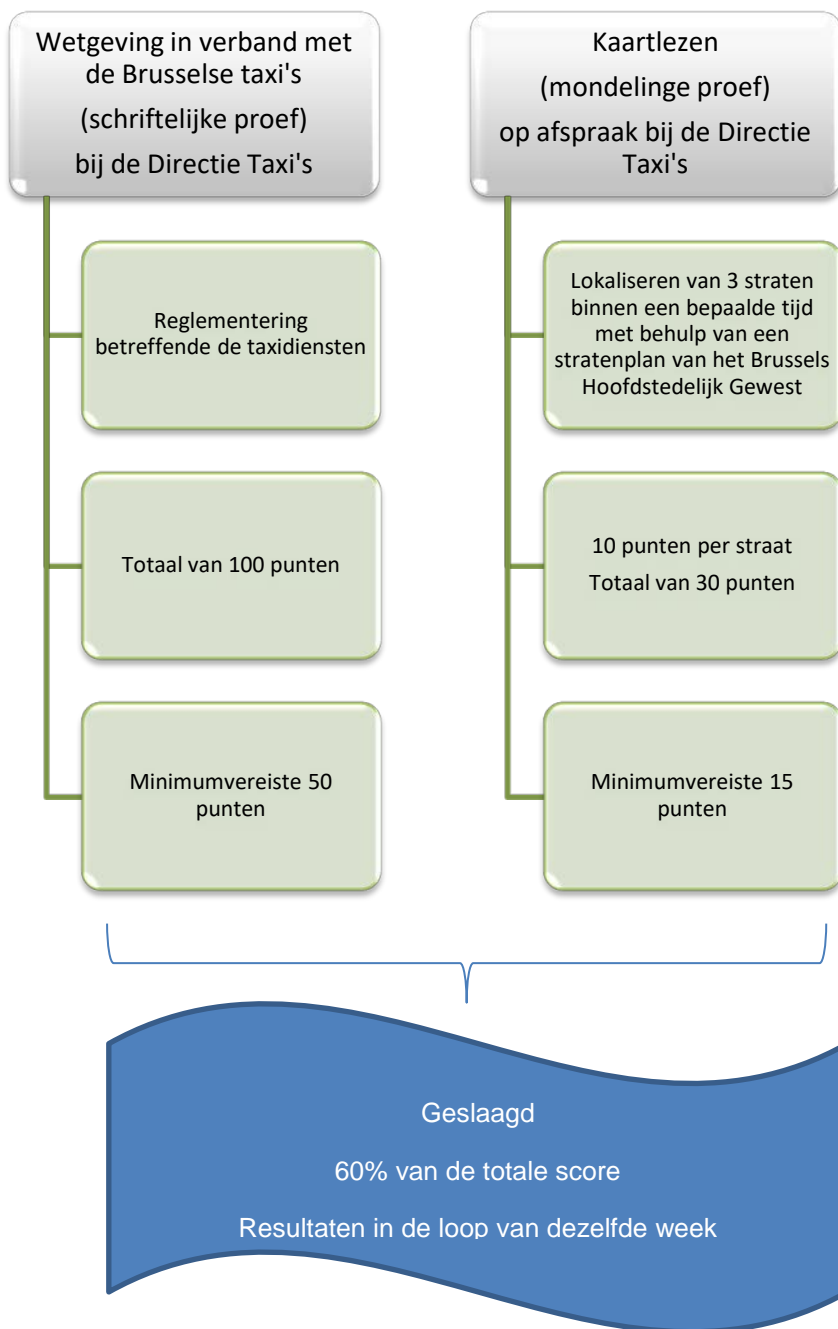 Wetgeving in verband met
de Brusselse taxi's
(schriftelijke proef)
bij de Directie Taxi's
Reglementering
betreffende de taxidiensten
Totaal van 100 punten
Minimumvereiste 50
punten
Kaartlezen
(mondelinge proef)
op afspraak bij de Directie
Taxi's
Lokaliseren van 3 straten
binnen een bepaalde tijd
met behulp van een
stratenplan van het Brussels
Hoofdstedelijk Gewest
10 punten per straat
Totaal van 30 punten
Minimumvereiste 15
punten
Geslaagd
60% van de totale score
Resultaten in de loop van dezelfde week